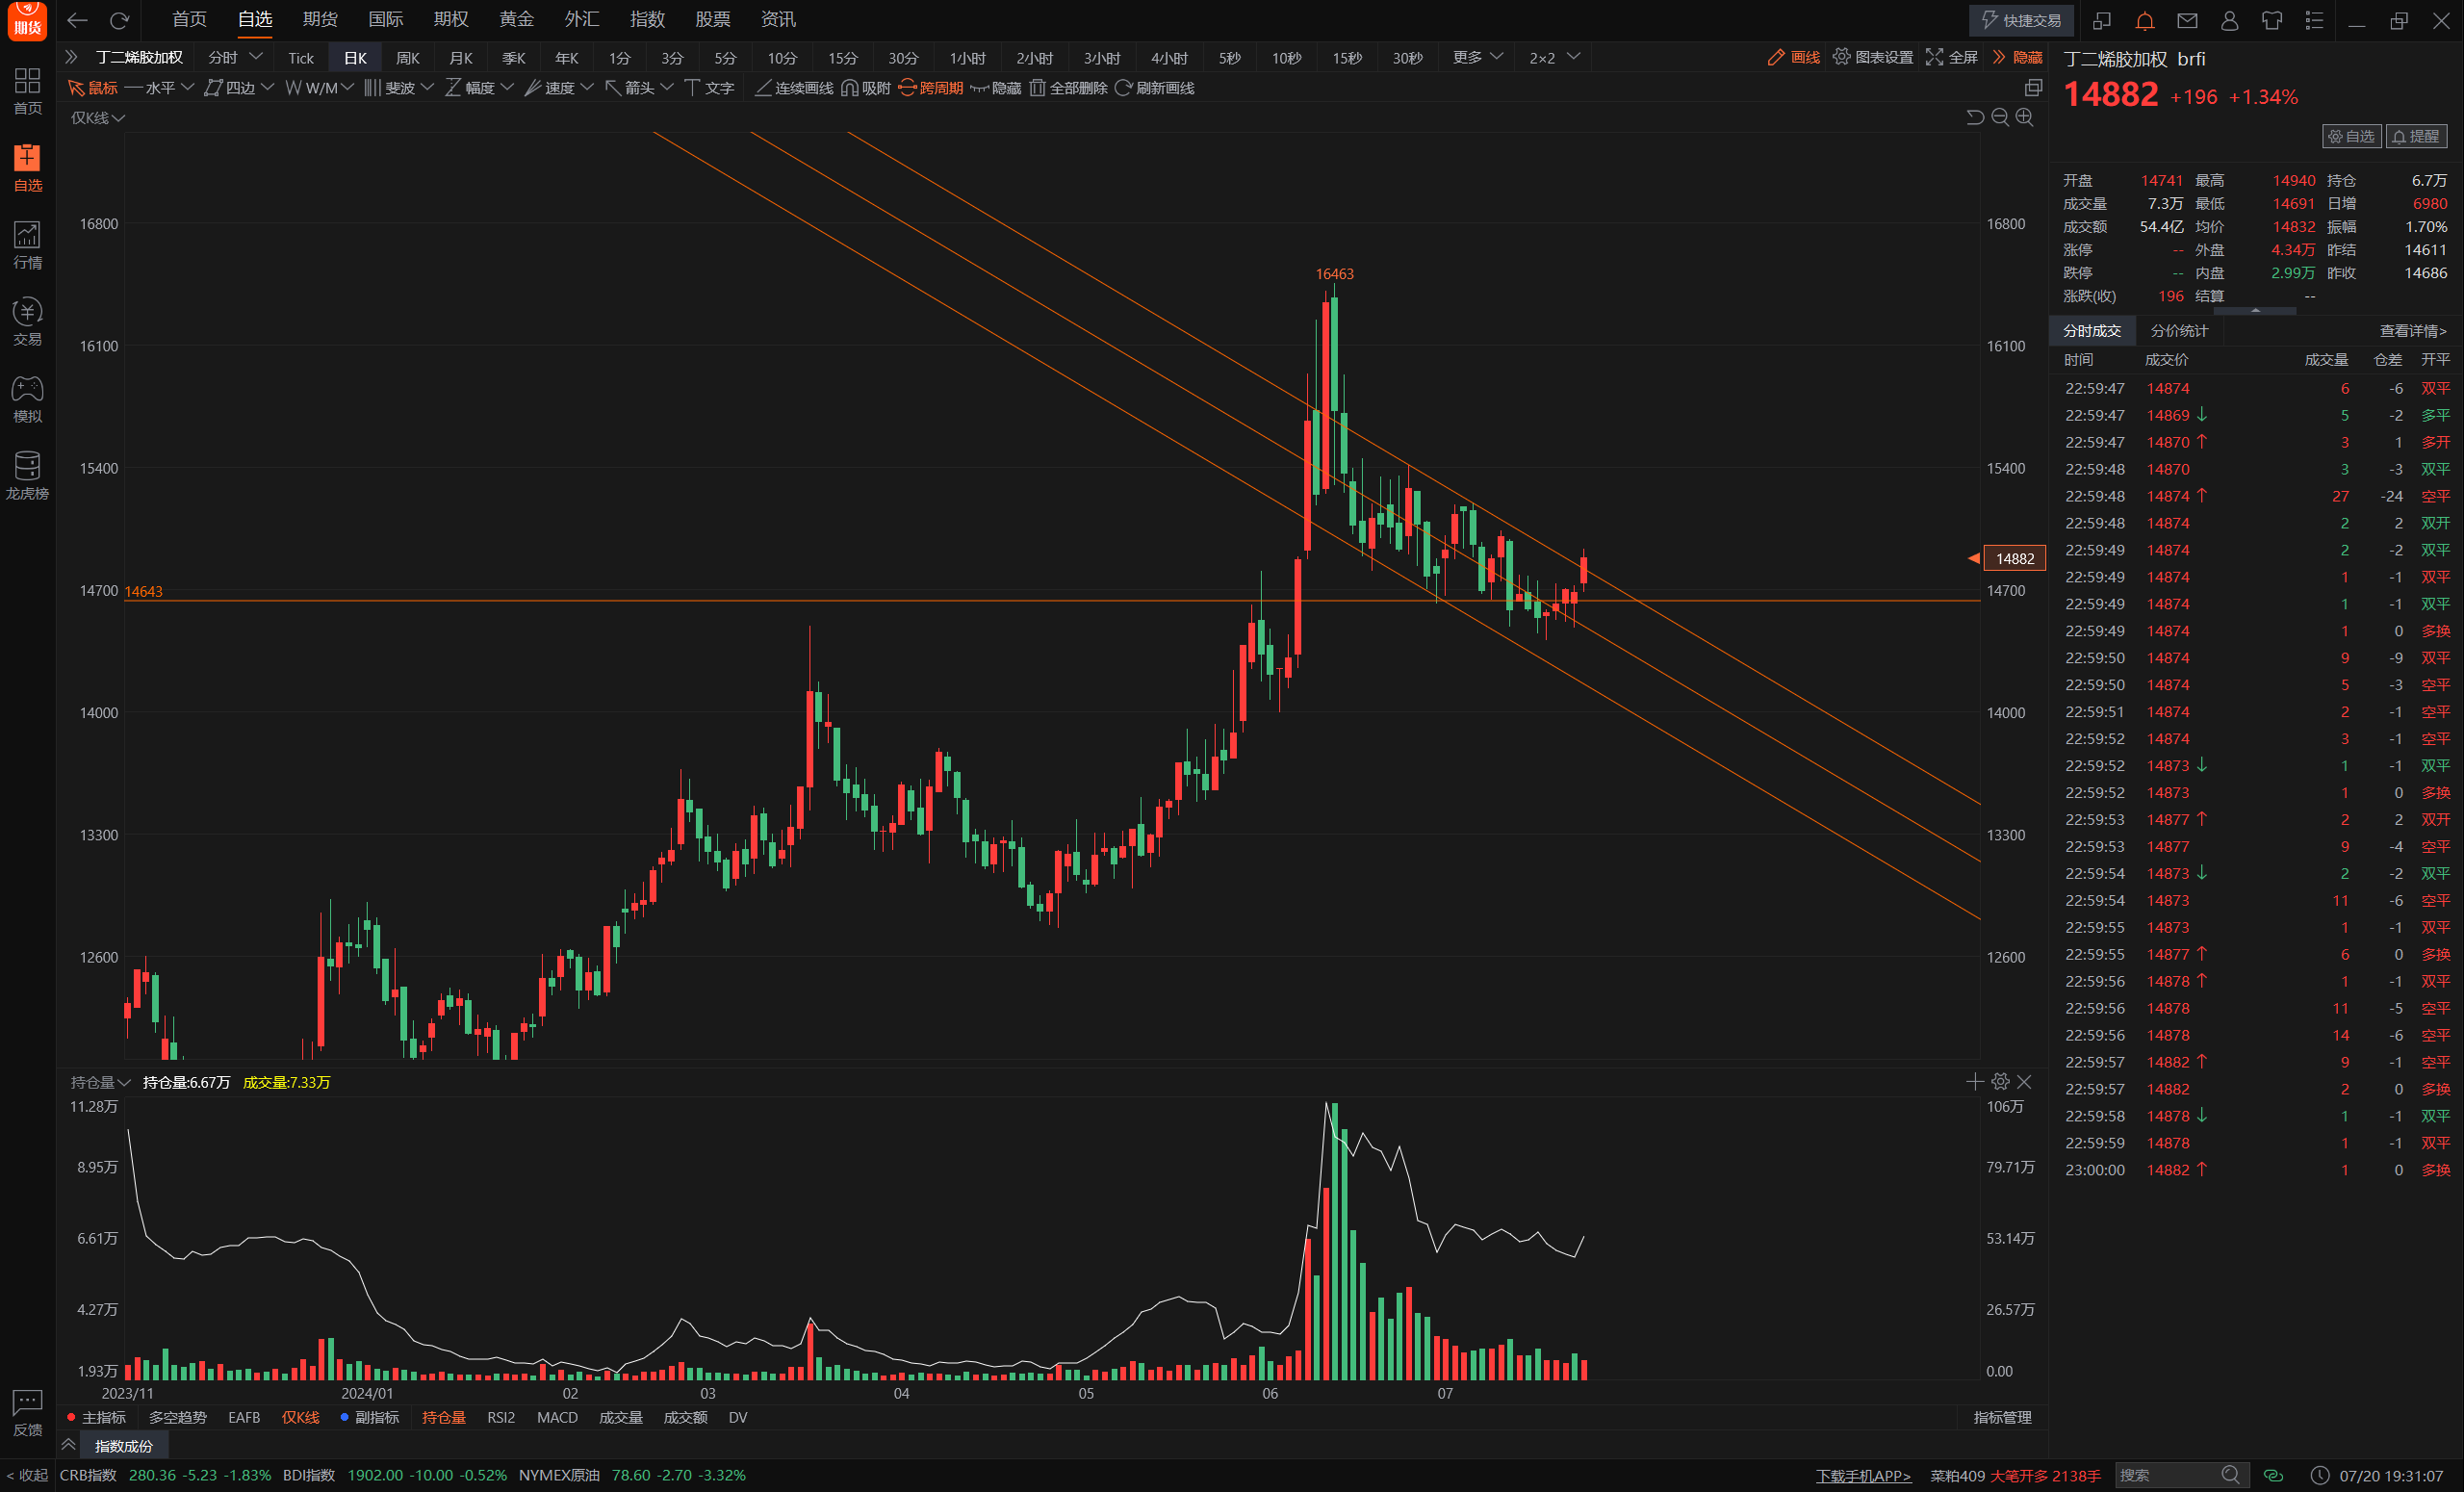 期货 首页 自选 期货 国际 期权 黄金 外汇 指数 股票 资讯 快捷交易
丁二烯胶加权 分时 Tick 日K 周K 月K 季K 年K 1分 3分 5分 10分 15分 30分 1小时 2小时 3小时 4小时 5秒 10秒 15秒 30秒 更多 2×2 画线 图表设置 全屏 隐藏
鼠标 水平 四边 W/M 斐波 幅度 速度 箭头 文字 连续画线 吸附 跨周期 隐藏 全部删除 刷新画线
仅K线
首页
自选
行情
交易
模拟
龙虎榜
反馈
< 收起
16800 16800
16463
16100 16100
15400 15400
14882
14700 14643 14700
14000 14000
13300 13300
12600 12600
持仓量 持仓量:6.67万 成交量:7.33万
11.28万 106万
8.95万 79.71万
6.61万 53.14万
4.27万 26.57万
1.93万 0.00
2023/11 2024/01 02 03 04 05 06 07
主指标 多空趋势 EAFB 仅K线 副指标 持仓量 RSI2 MACD 成交量 成交额 DV 指标管理
指数成份
丁二烯胶加权 brfi
14882 +196 +1.34%
自选 提醒
开盘 14741 最高 14940 持仓 6.7万
成交量 7.3万 最低 14691 日增 6980
成交额 54.4亿 均价 14832 振幅 1.70%
涨停 -- 外盘 4.34万 昨结 14611
跌停 -- 内盘 2.99万 昨收 14686
涨跌(收) 196 结算 --
分时成交 分价统计 查看详情>
时间 成交价 成交量 仓差 开平
22:59:47 14874 6 -6 双平
22:59:47 14869↓ 5 -2 多平
22:59:47 14870↑ 3 1 多开
22:59:48 14870 3 -3 双平
22:59:48 14874↑ 27 -24 空平
22:59:48 14874 2 2 双开
22:59:49 14874 2 -2 双平
22:59:49 14874 1 -1 双平
22:59:49 14874 1 -1 双平
22:59:49 14874 1 0 多换
22:59:50 14874 9 -9 双平
22:59:50 14874 5 -3 空平
22:59:51 14874 2 -1 空平
22:59:52 14874 3 -1 空平
22:59:52 14873↓ 1 -1 双平
22:59:52 14873 1 0 多换
22:59:53 14877↑ 2 2 双开
22:59:53 14877 9 -4 空平
22:59:54 14873↓ 2 -2 双平
22:59:54 14873 11 -6 空平
22:59:55 14873 1 -1 双平
22:59:55 14877↑ 6 0 多换
22:59:56 14878↑ 1 -1 双平
22:59:56 14878 11 -5 空平
22:59:56 14878 14 -6 空平
22:59:57 14882↑ 9 -1 空平
22:59:57 14882 2 0 多换
22:59:58 14878↓ 1 -1 双平
22:59:59 14878 1 -1 双平
23:00:00 14882↑ 1 0 多换
CRB指数 280.36 -5.23 -1.83% BDI指数 1902.00 -10.00 -0.52% NYMEX原油 78.60 -2.70 -3.32% 下载手机APP> 菜粕409 大笔开多 2138手 搜索 07/20 19:31:07